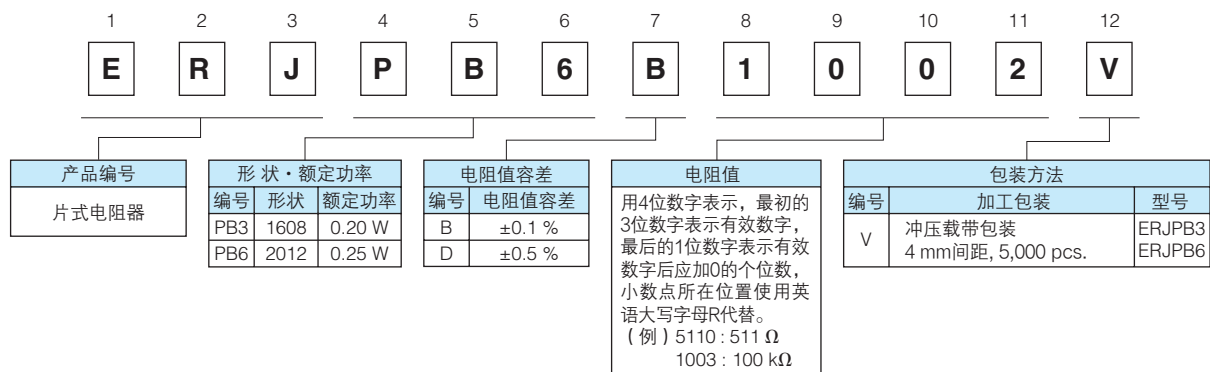 1 2 3 4 5 6 7 8 9 10 11 12
E R J P B 6 B 1 0 0 2 V
产品编号
片式电阻器
形状・额定功率
编号 形状 额定功率
PB3 1608 0.20 W
PB6 2012 0.25 W
电阻值容差
编号 电阻值容差
B ±0.1 %
D ±0.5 %
电阻值
用4位数字表示，最初的
3位数字表示有效数字，
最后的1位数字表示有效
数字后应加0的个位数，
小数点所在位置使用英
语大写字母R代替。
（例）5110 : 511 Ω
1003 : 100 kΩ
包装方法
编号 加工包装 型号
V 冲压载带包装 ERJPB3
4 mm间距, 5,000 pcs. ERJPB6